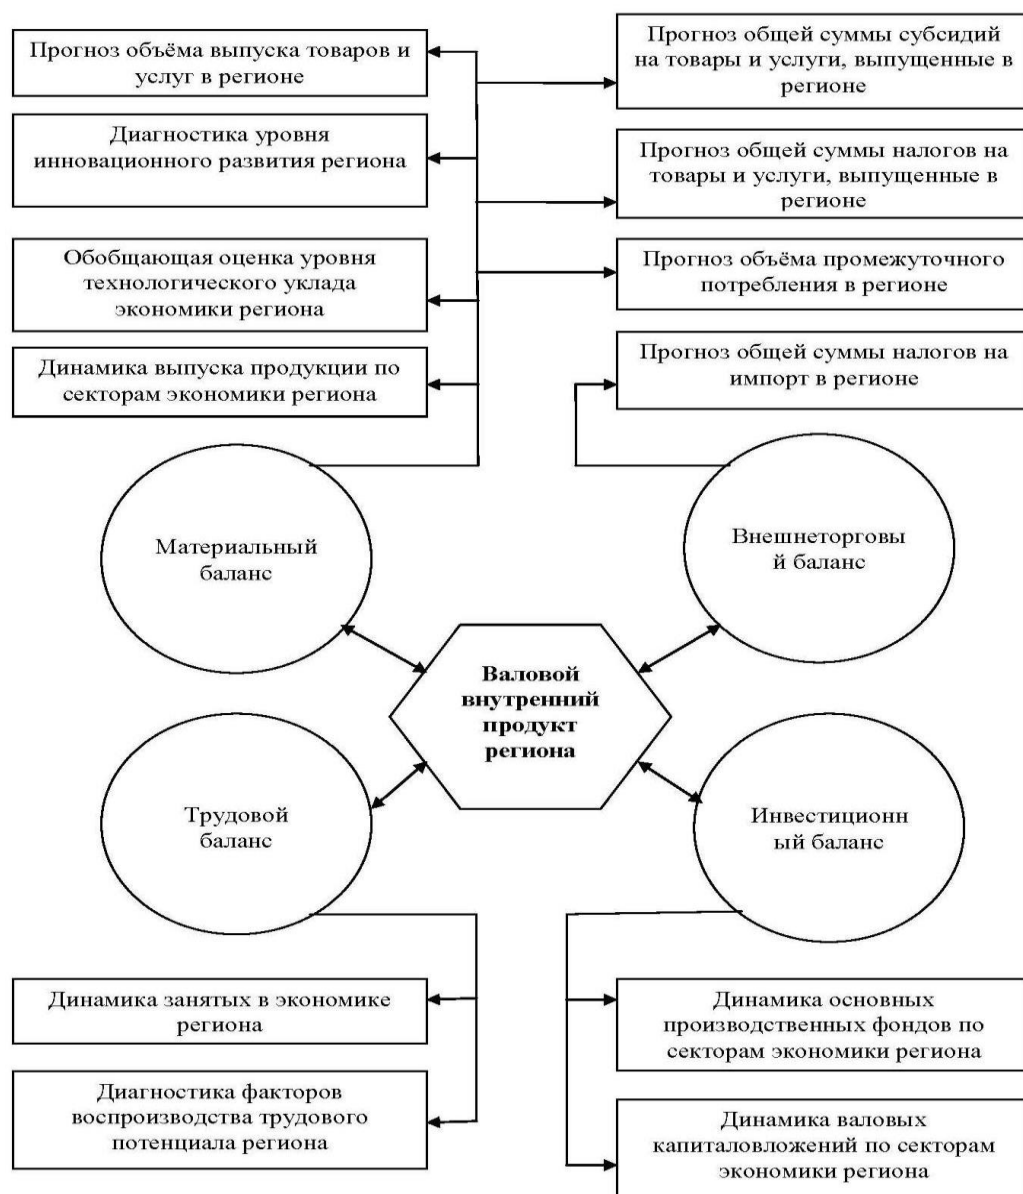 Прогноз объёма выпуска товаров и
услуг в регионе
Диагностика уровня
инновационного развития региона
Обобщающая оценка уровня
технологического уклада
экономики региона
Динамика выпуска продукции по
секторам экономики региона
Прогноз общей суммы субсидий
на товары и услуги, выпущенные в
регионе
Прогноз общей суммы налогов на
товары и услуги, выпущенные в
регионе
Прогноз объёма промежуточного
потребления в регионе
Прогноз общей суммы налогов на
импорт в регионе
Материальный
баланс
Внешнеторговы
й баланс
Валовой
внутренний
продукт
региона
Трудовой
баланс
Инвестиционн
ый баланс
Динамика занятых в экономике
региона
Диагностика факторов
воспроизводства трудового
потенциала региона
Динамика основных
производственных фондов по
секторам экономики региона
Динамика валовых
капиталовложений по секторам
экономики региона